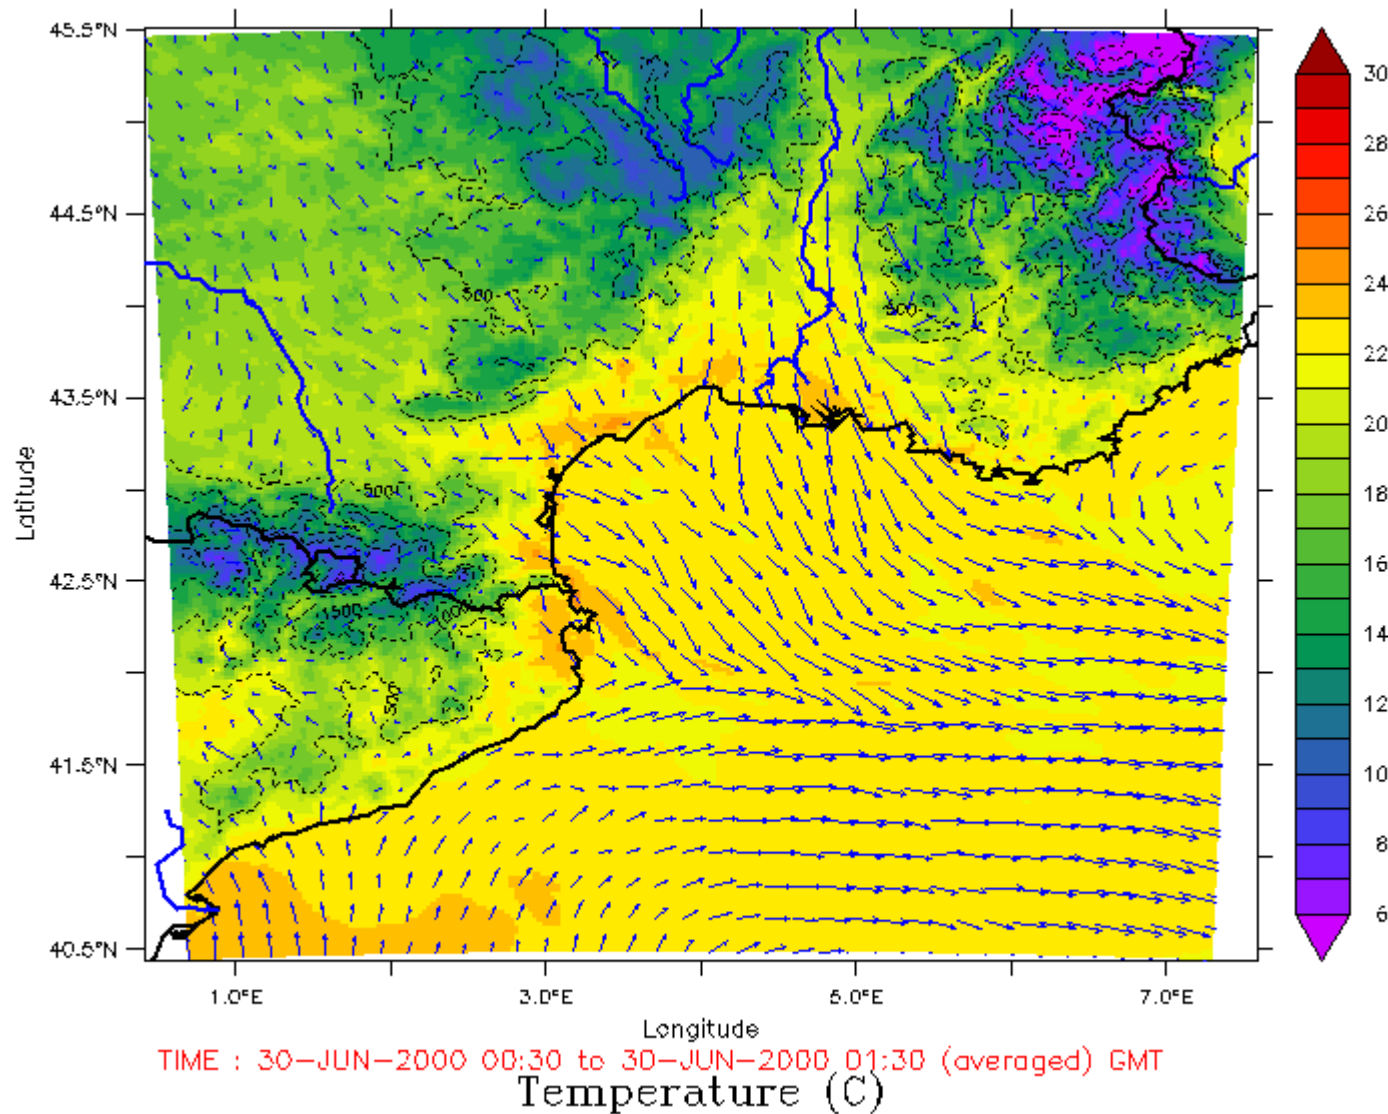 45.5°N
44.5°N
43.5°N
42.5°N
41.5°N
40.5°N
Latitude
500
500
500
1500
1000
500
30
28
26
24
22
20
18
16
14
12
10
8
6
1.0°E
3.0°E
5.0°E
7.0°E
Longitude
TIME : 30-JUN-2000 00:30 to 30-JUN-2000 01:30 (averaged) GMT
Temperature (C)